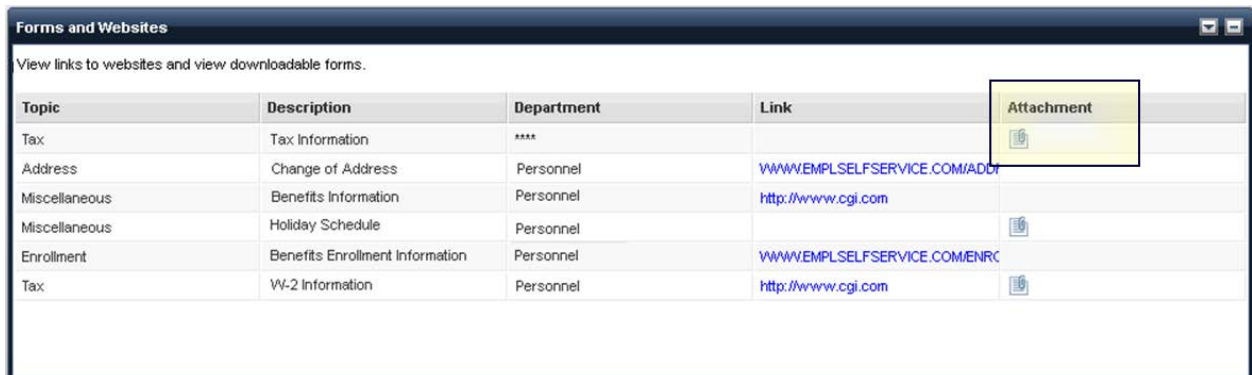 Forms and Websites
View links to websites and view downloadable forms.
Topic Description Department Link Attachment
Tax Tax Information ****
Address Change of Address Personnel WWW.EMPLSELFSERVICE.COM/ADDR
Miscellaneous Benefits Information Personnel http://www.cgi.com
Miscellaneous Holiday Schedule Personnel
Enrollment Benefits Enrollment Information Personnel WWW.EMPLSELFSERVICE.COM/ENRO
Tax W-2 Information Personnel http://www.cgi.com